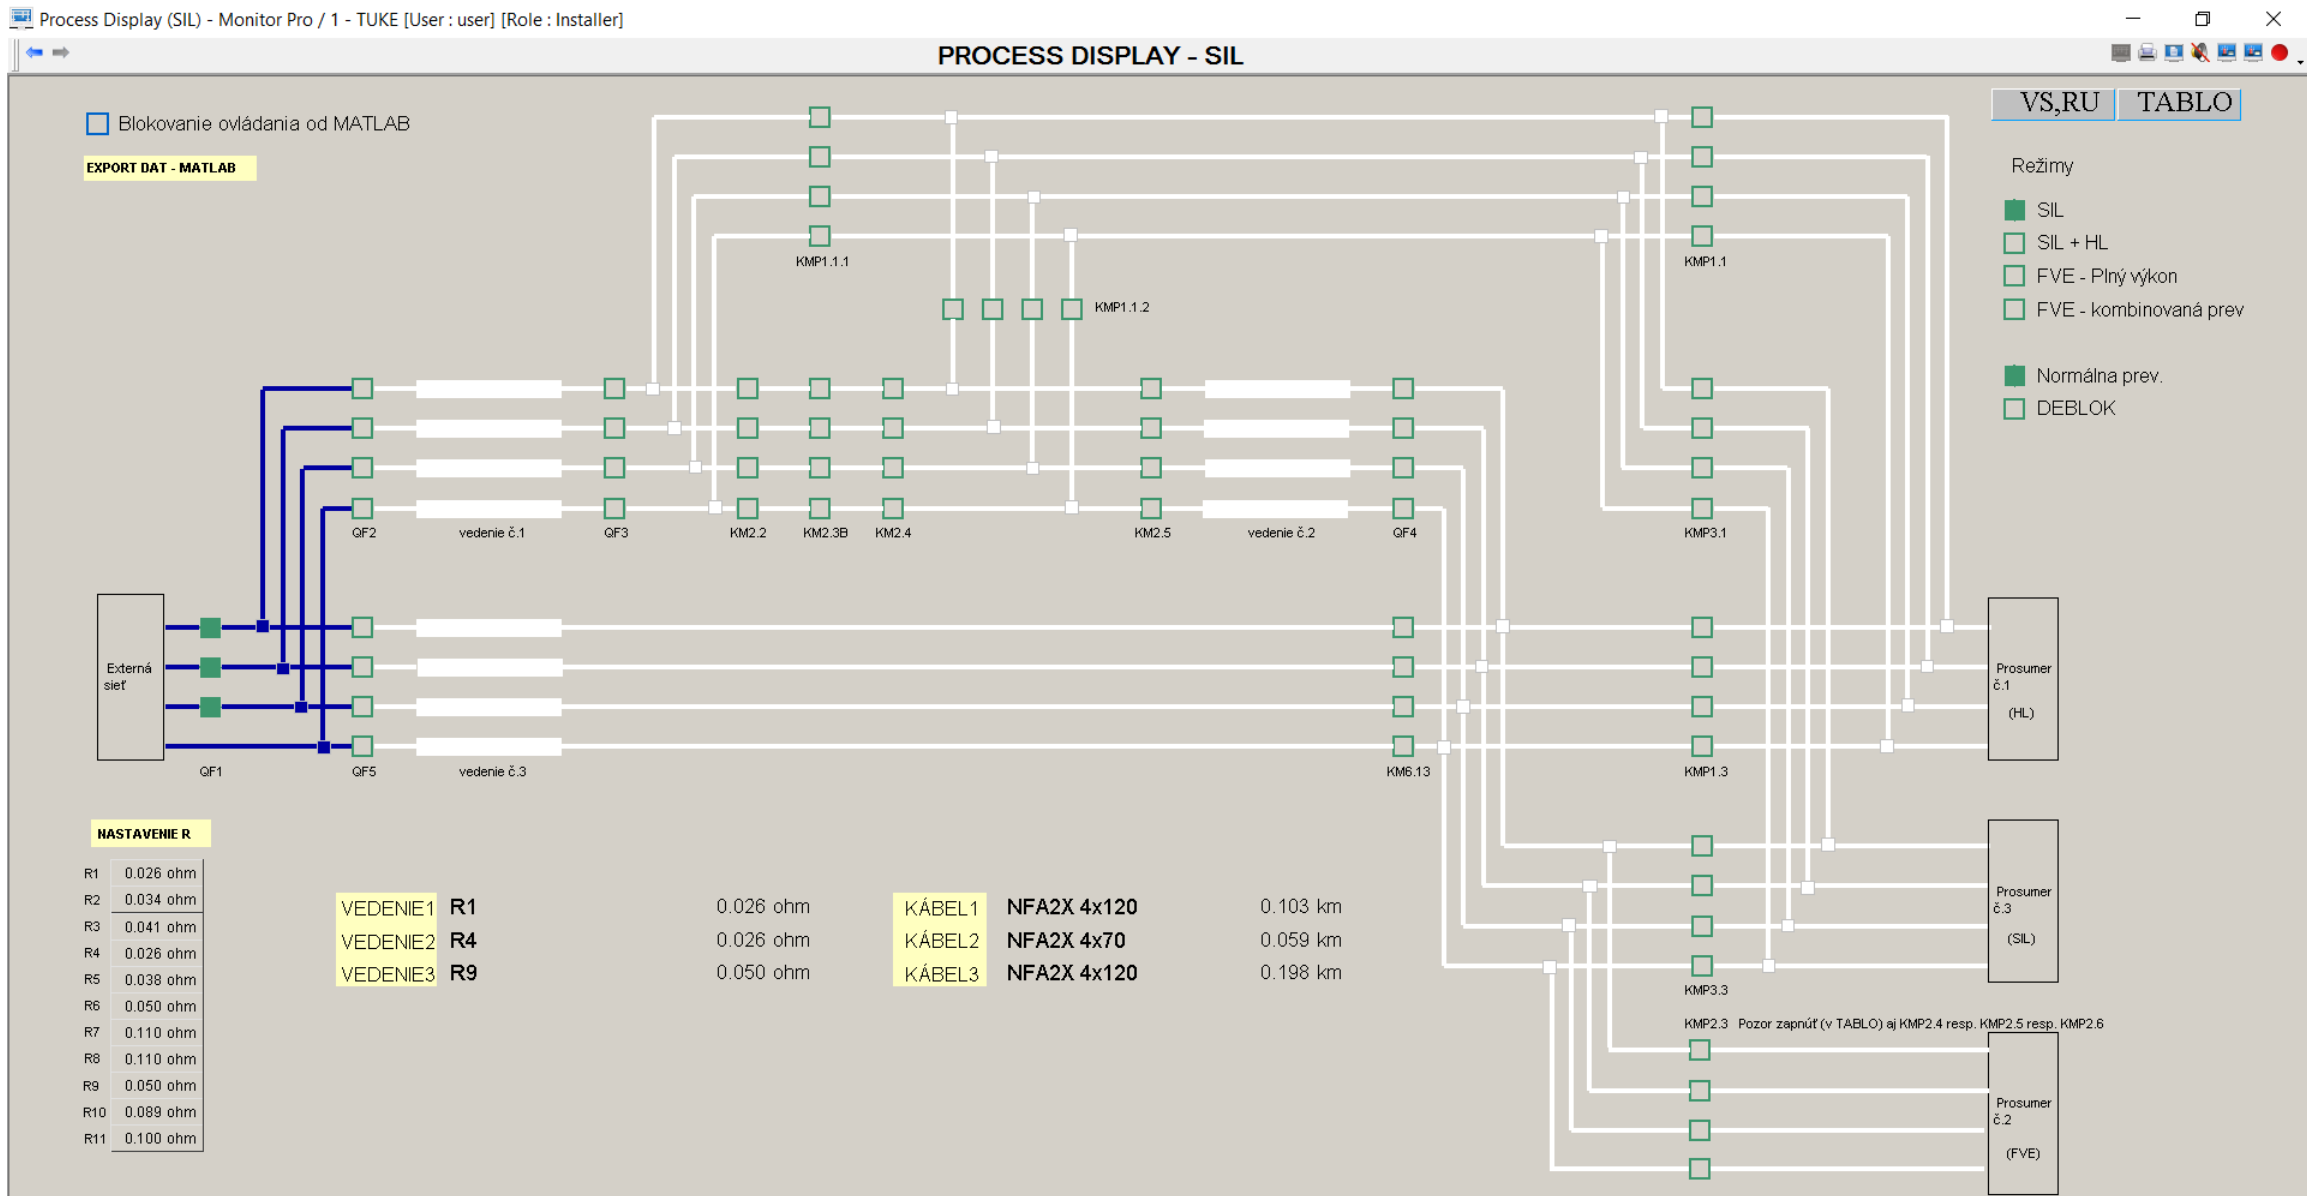 Process Display (SIL) - Monitor Pro / 1 - TUKE [User : user] [Role : Installer]
PROCESS DISPLAY - SIL
Blokovanie ovládania od MATLAB
EXPORT DAT - MATLAB
VS,RU
TABLO
Režimy
SIL
SIL + HL
FVE - Plný výkon
FVE - kombinovaná prev
Normálna prev.
DEBLOK
KMP1.1.1
KMP1.1
KMP1.1.2
QF2
vedenie č.1
QF3
KM2.2
KM2.3B
KM2.4
KM2.5
vedenie č.2
QF4
KMP3.1
Externá
sieť
QF1
QF5
vedenie č.3
KM6.13
KMP1.3
Prosumer
č.1
(HL)
Prosumer
č.3
(SIL)
KMP3.3
KMP2.3 Pozor zapnúť (v TABLO) aj KMP2.4 resp. KMP2.5 resp. KMP2.6
Prosumer
č.2
(FVE)
NASTAVENIE R
R1 0.026 ohm
R2 0.034 ohm
R3 0.041 ohm
R4 0.026 ohm
R5 0.038 ohm
R6 0.050 ohm
R7 0.110 ohm
R8 0.110 ohm
R9 0.050 ohm
R10 0.089 ohm
R11 0.100 ohm
VEDENIE1 R1 0.026 ohm
VEDENIE2 R4 0.026 ohm
VEDENIE3 R9 0.050 ohm
KÁBEL1 NFA2X 4x120 0.103 km
KÁBEL2 NFA2X 4x70 0.059 km
KÁBEL3 NFA2X 4x120 0.198 km